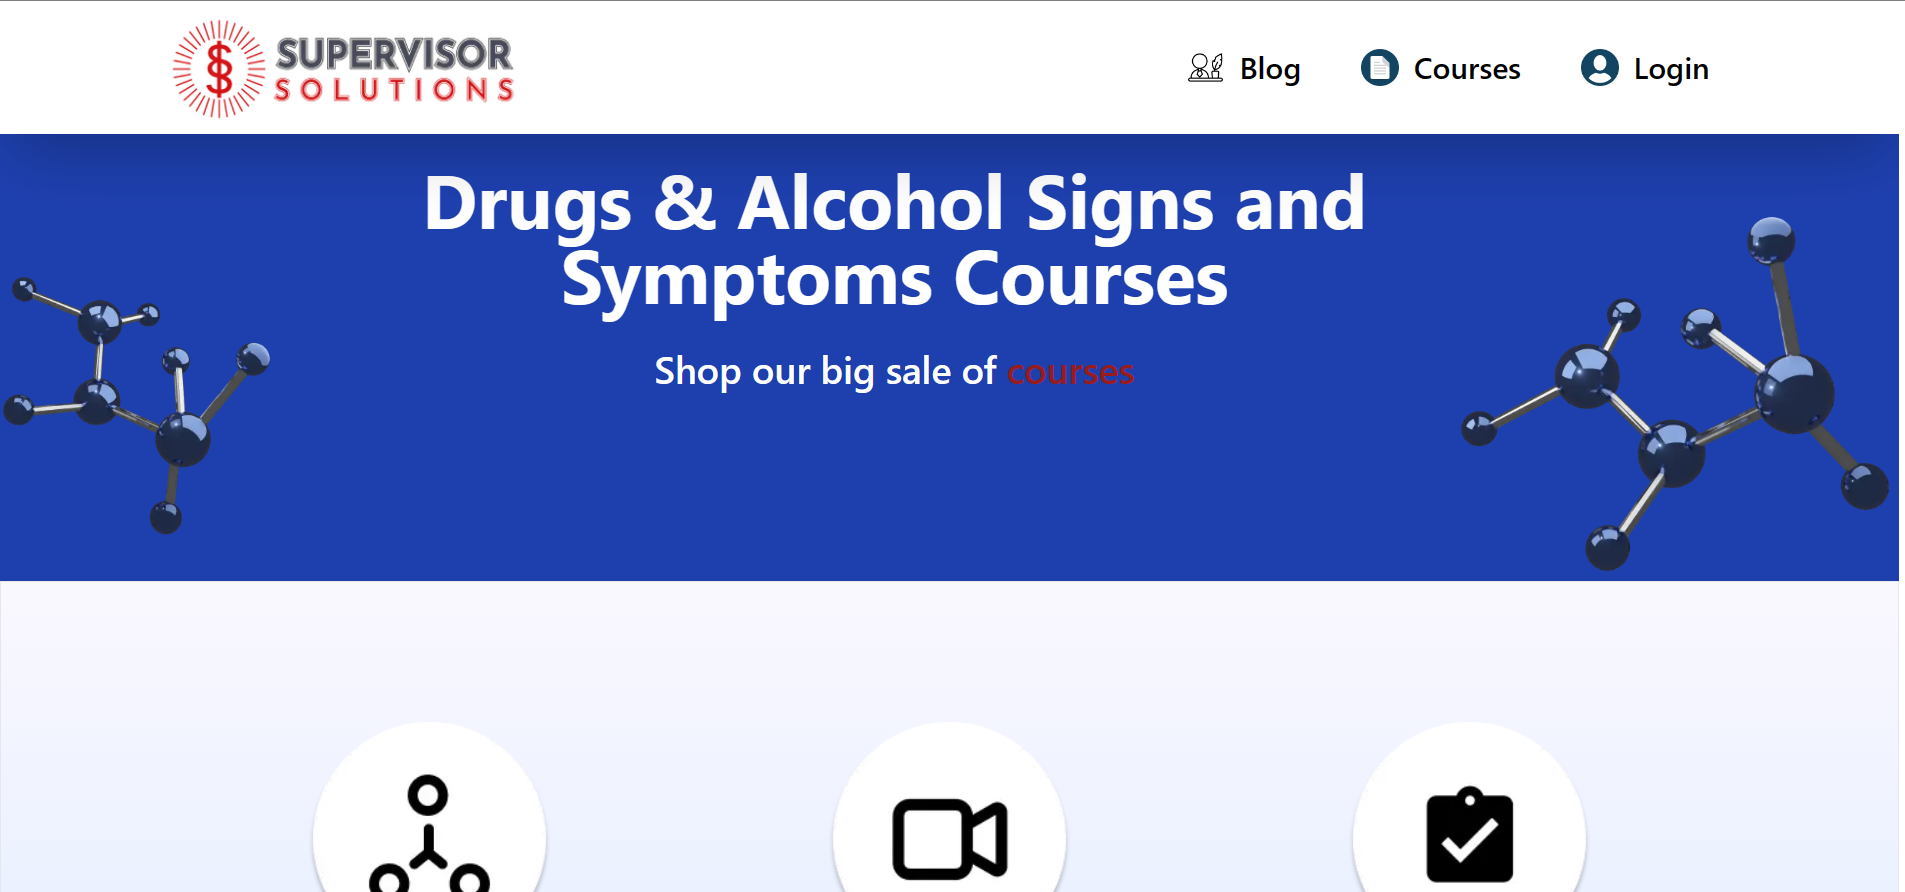 SUPERVISOR
SOLUTIONS
Blog
Courses
Login
Drugs & Alcohol Signs and
Symptoms Courses
Shop our big sale of courses